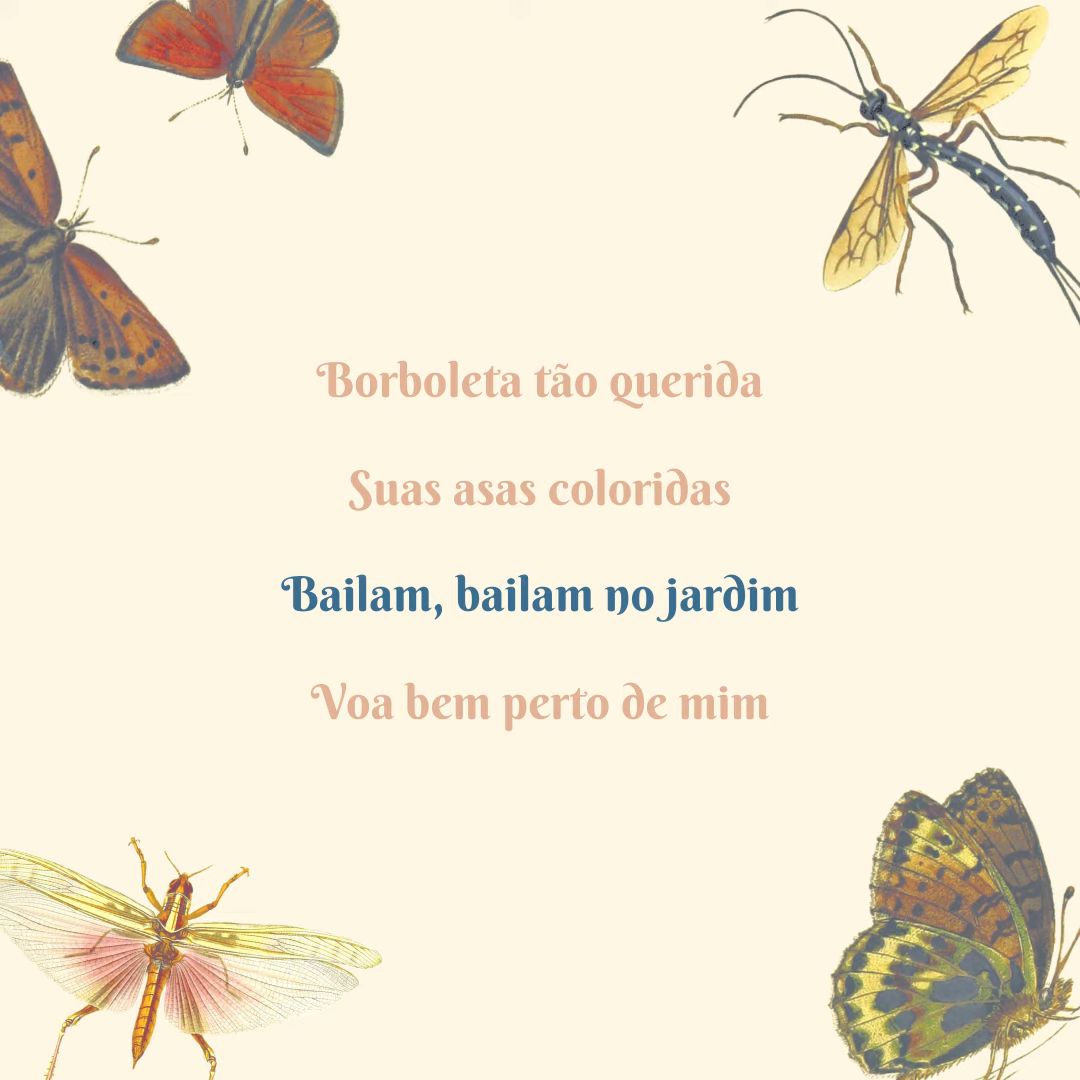 Borboleta tão querida
Suas asas coloridas
Bailam, bailam no jardim
Voa bem perto de mim